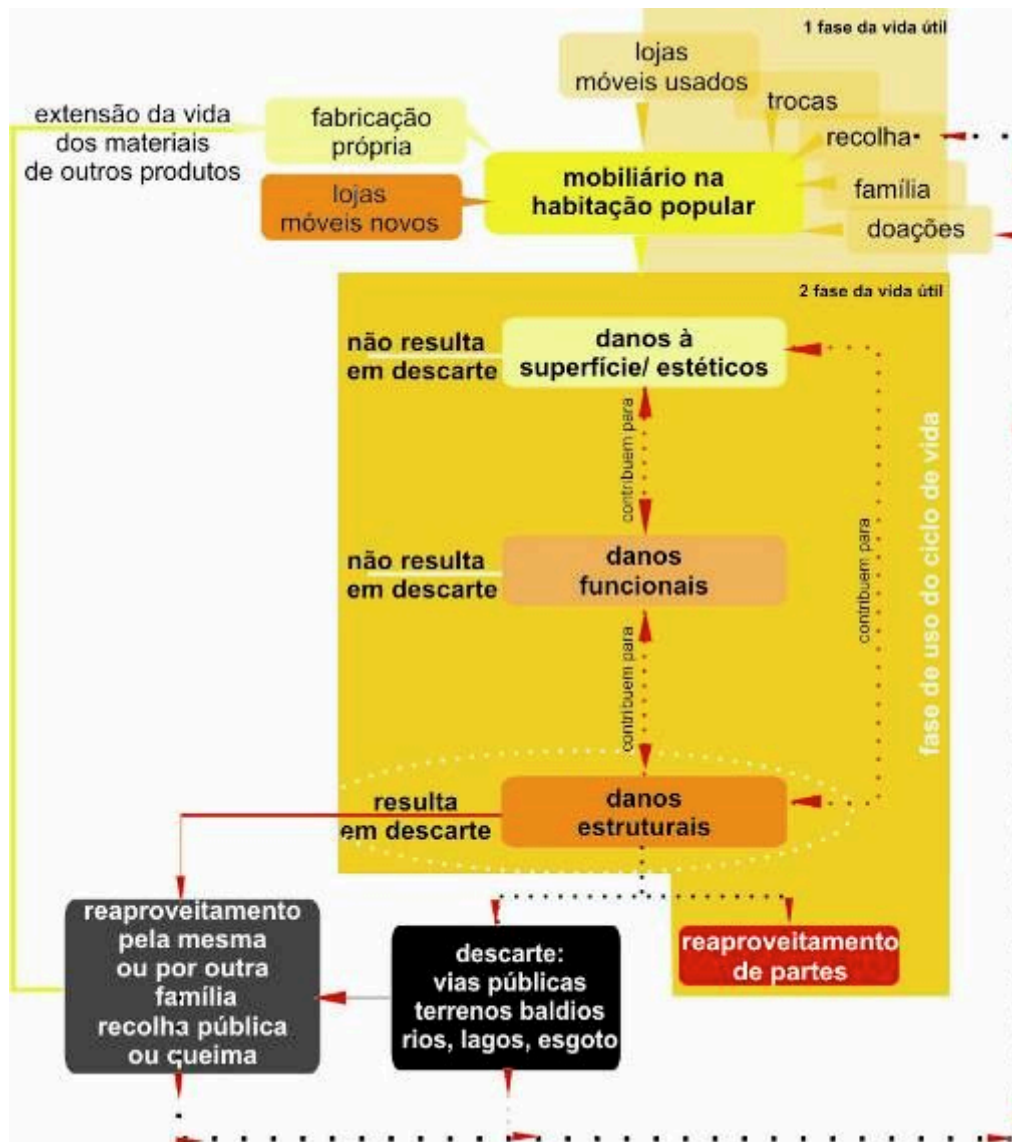 1 fase da vida útil
lojas
móveis usados
trocas
recolha
família
doações
extensão da vida
dos materiais
de outros produtos
fabricação
própria
lojas
móveis novos
mobiliário na
habitação popular
2 fase da vida útil
não resulta
em descarte
danos à
superfície/ estéticos
contribuem para
não resulta
em descarte
danos
funcionais
contribuem para
contribuem para
fase de uso do ciclo de vida
resulta
em descarte
danos
estruturais
reaproveitamento
pela mesma
ou por outra
família
recolha pública
ou queima
descarte:
vias públicas
terrenos baldios
rios, lagos, esgoto
reaproveitamento
de partes